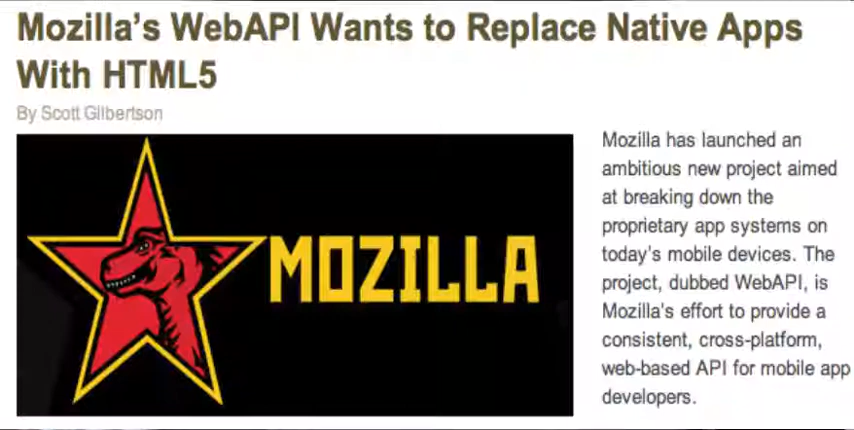 Mozilla's WebAPI Wants to Replace Native Apps
With HTML5
By Scott Gilbertson
MOZILLA
Mozilla has launched an
ambitious new project aimed
at breaking down the
proprietary app systems on
today's mobile devices. The
project, dubbed WebAPI, is
Mozilla's effort to provide a
consistent, cross-platform,
web-based API for mobile app
developers.